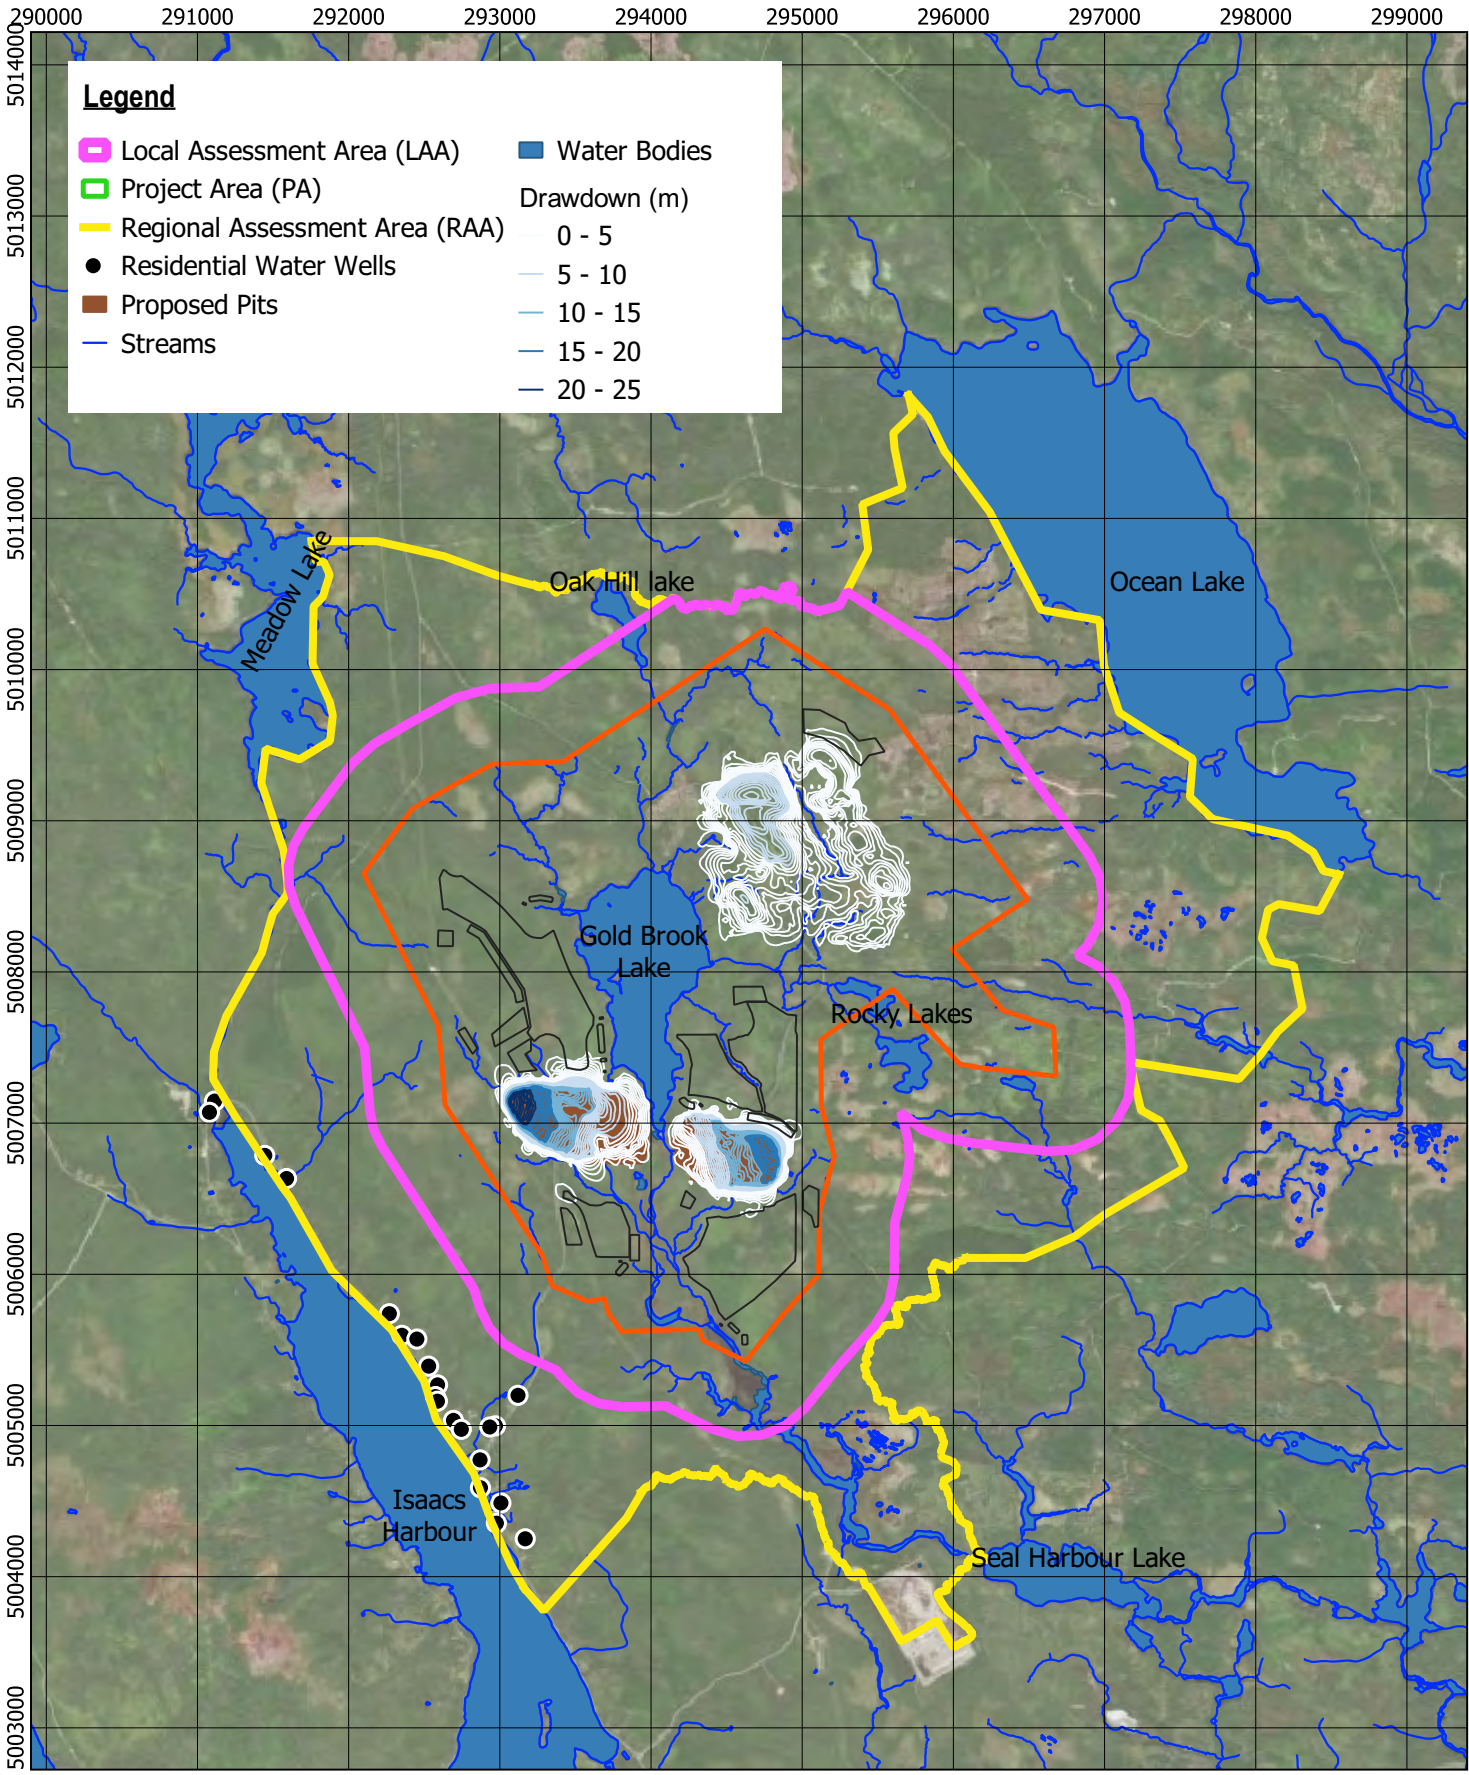 290000 291000 292000 293000 294000 295000 296000 297000 298000 299000
5014000
5013000
5012000
5011000
5010000
5009000
5008000
5007000
5006000
5005000
5004000
5003000
Legend
Local Assessment Area (LAA)
Project Area (PA)
Regional Assessment Area (RAA)
Residential Water Wells
Proposed Pits
Streams
Water Bodies
Drawdown (m)
0 - 5
5 - 10
10 - 15
15 - 20
20 - 25
Meadow Lake
Oak Hill lake
Ocean Lake
Gold Brook
Lake
Rocky Lakes
Isaacs
Harbour
Seal Harbour Lake